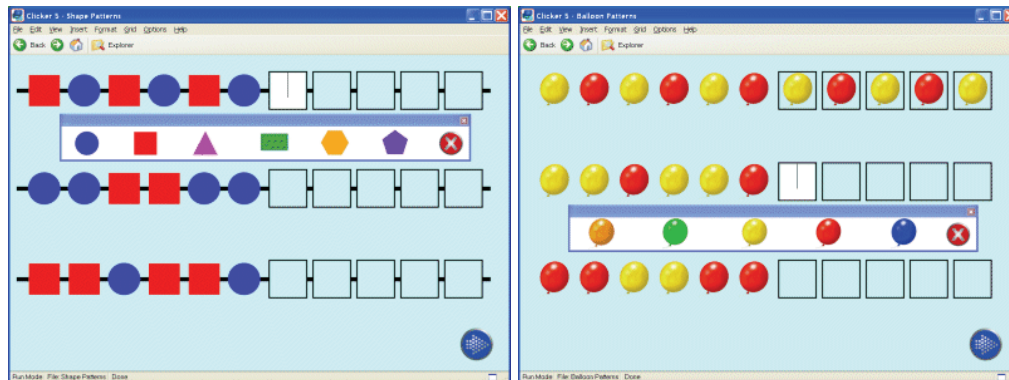 Clicker 5 - Shape Patterns
File Edit View Insert Format Grid Options Help
Back Explorer
Run Mode File: Shape Patterns Done
Clicker 5 - Balloon Patterns
File Edit View Insert Format Grid Options Help
Back Explorer
Run Mode File: Balloon Patterns Done